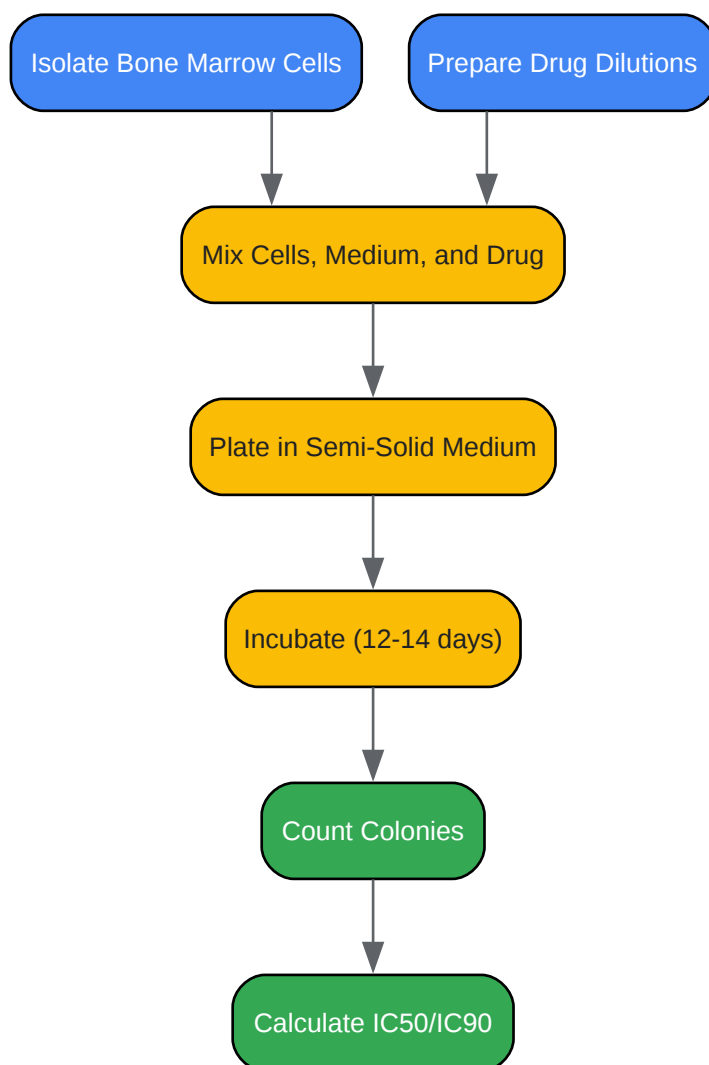 Isolate Bone Marrow Cells
Prepare Drug Dilutions
Mix Cells, Medium, and Drug
Plate in Semi-Solid Medium
Incubate (12-14 days)
Count Colonies
Calculate IC50/IC90